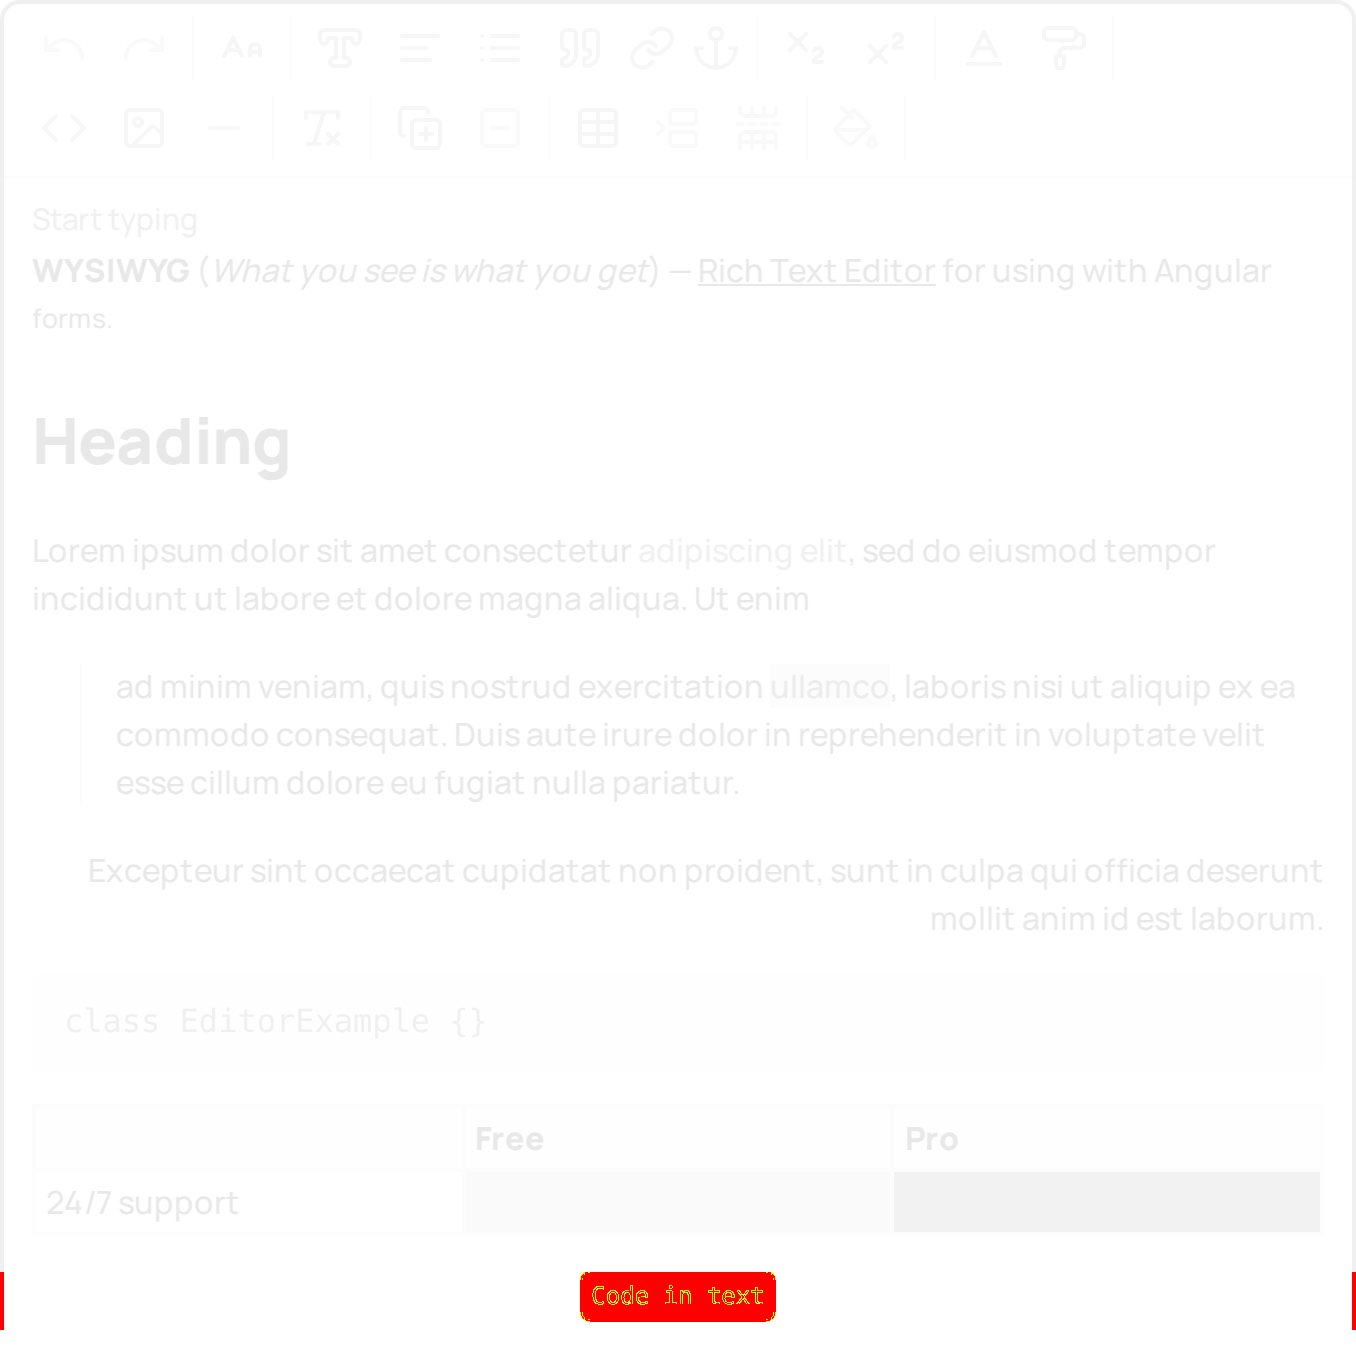 Start typing
WYSIWYG (What you see is what you get) — Rich Text Editor for using with Angular
forms.
Heading
Lorem ipsum dolor sit amet consectetur adipiscing elit, sed do eiusmod tempor
incididunt ut labore et dolore magna aliqua. Ut enim
ad minim veniam, quis nostrud exercitation ullamco, laboris nisi ut aliquip ex ea
commodo consequat. Duis aute irure dolor in reprehenderit in voluptate velit
esse cillum dolore eu fugiat nulla pariatur.
Excepteur sint occaecat cupidatat non proident, sunt in culpa qui officia deserunt
mollit anim id est laborum.
class EditorExample {}
Free Pro
24/7 support
Code in text